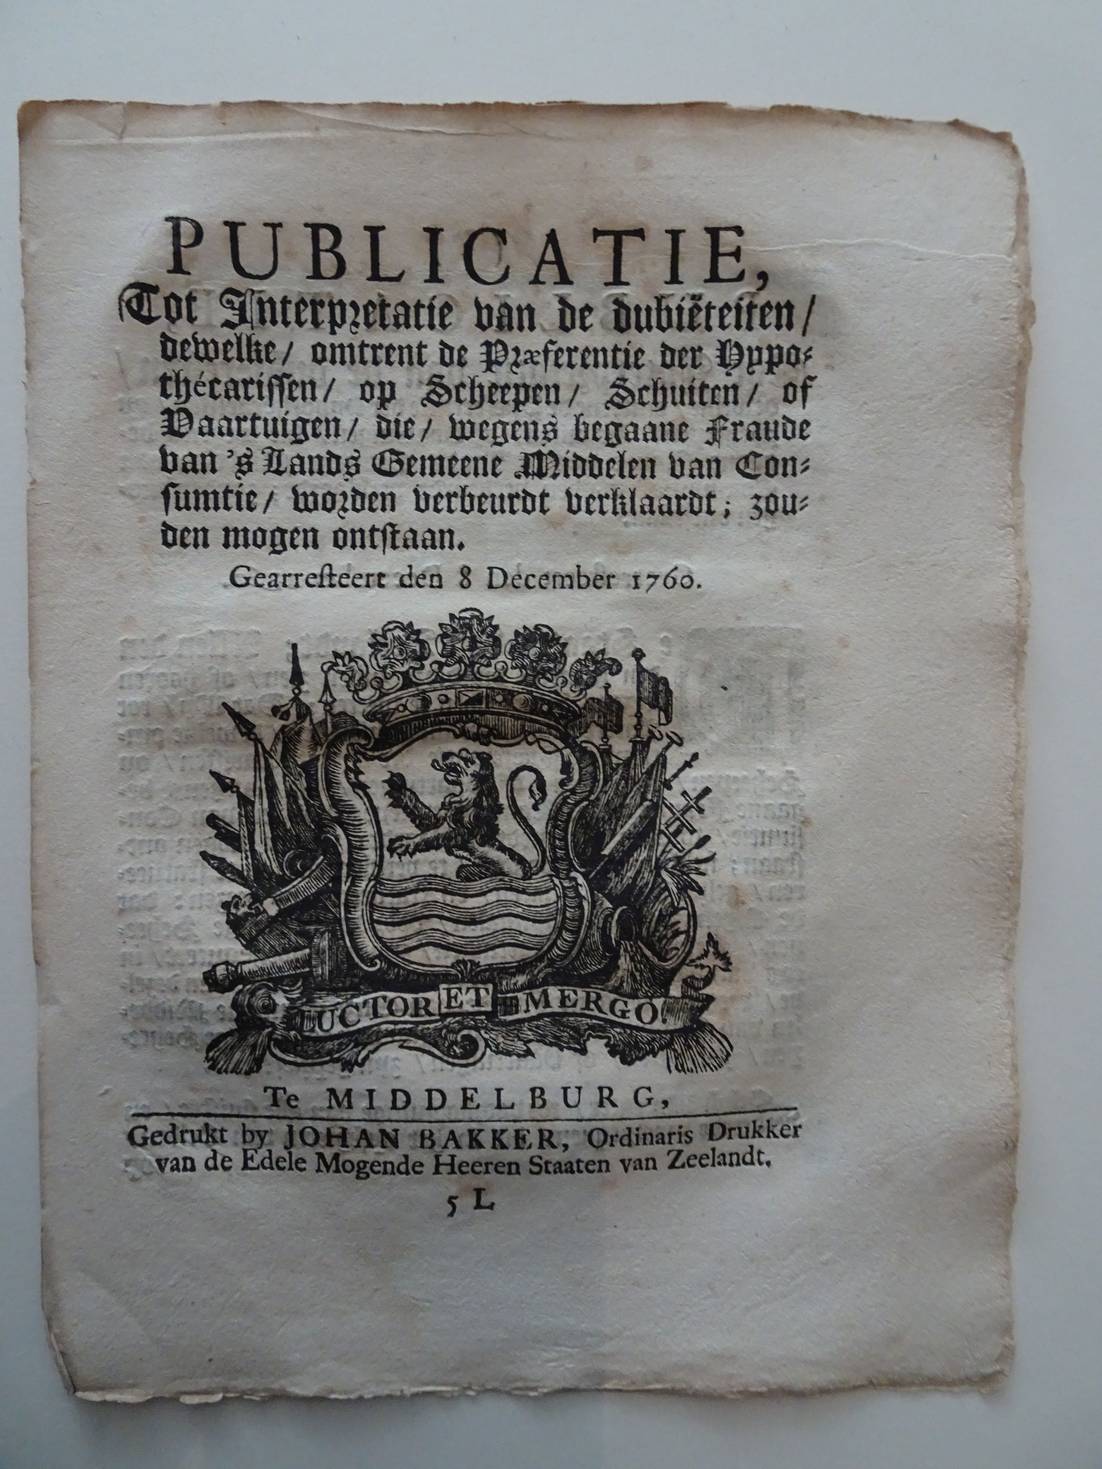 PUBLICATIE,
Tot Interpretatie van de dubiëteiten /
dewelke / omtrent de Præferentie der Hypo⸗
thécarissen / op Scheepen / Schuiten / of
Vaartuigen / die / wegens begaane Fraude
van 's Lands Gemeene Middelen van Con⸗
sumtie / worden verbeurdt verklaardt; zou⸗
den mogen ontstaan.
Gearresteert den 8 December 1760.
LUCTOR ET EMERGO.
Te MIDDELBURG,
Gedrukt by JOHAN BAKKER, Ordinaris Drukker
van de Edele Mogende Heeren Staaten van Zeelandt.
5 L